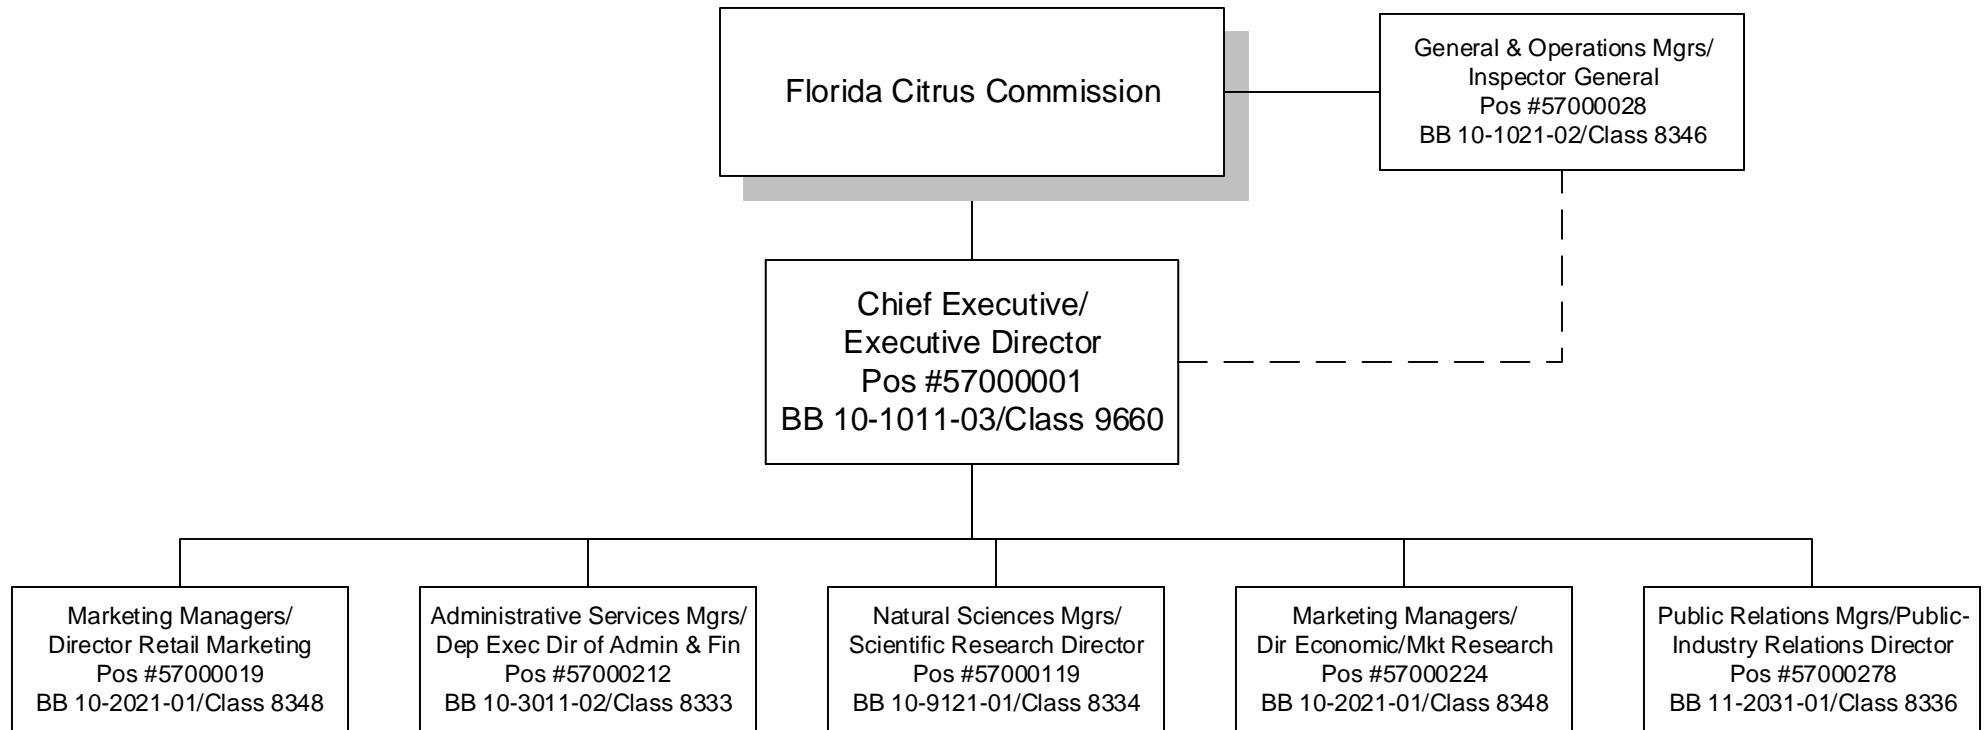 Florida Citrus Commission
General & Operations Mgrs/
Inspector General
Pos #57000028
BB 10-1021-02/Class 8346
Chief Executive/
Executive Director
Pos #57000001
BB 10-1011-03/Class 9660
Marketing Managers/
Director Retail Marketing
Pos #57000019
BB 10-2021-01/Class 8348
Administrative Services Mgrs/
Dep Exec Dir of Admin & Fin
Pos #57000212
BB 10-3011-02/Class 8333
Natural Sciences Mgrs/
Scientific Research Director
Pos #57000119
BB 10-9121-01/Class 8334
Marketing Managers/
Dir Economic/Mkt Research
Pos #57000224
BB 10-2021-01/Class 8348
Public Relations Mgrs/Public-
Industry Relations Director
Pos #57000278
BB 11-2031-01/Class 8336